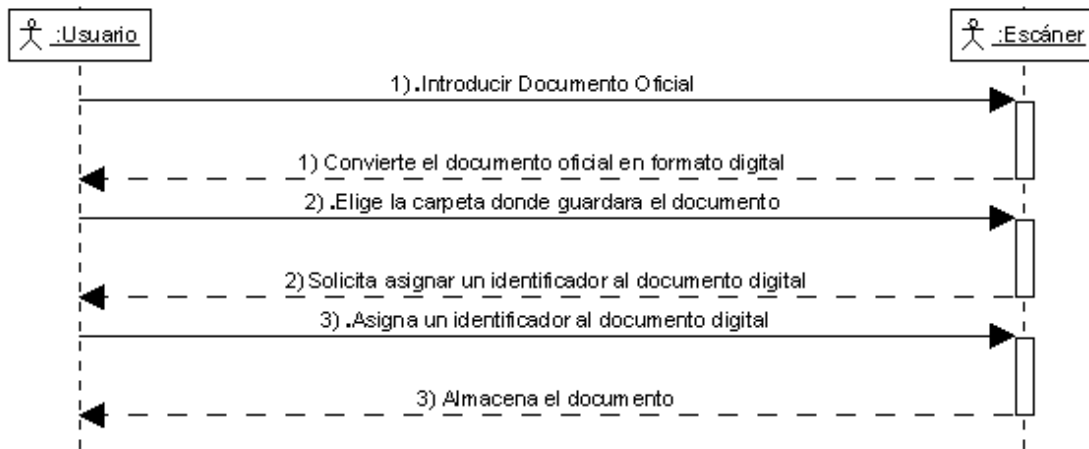 :Usuario
:Escáner
1) .Introducir Documento Oficial
1) Convierte el documento oficial en formato digital
2) .Elige la carpeta donde guardara el documento
2) Solicita asignar un identificador al documento digital
3) .Asigna un identificador al documento digital
3) Almacena el documento